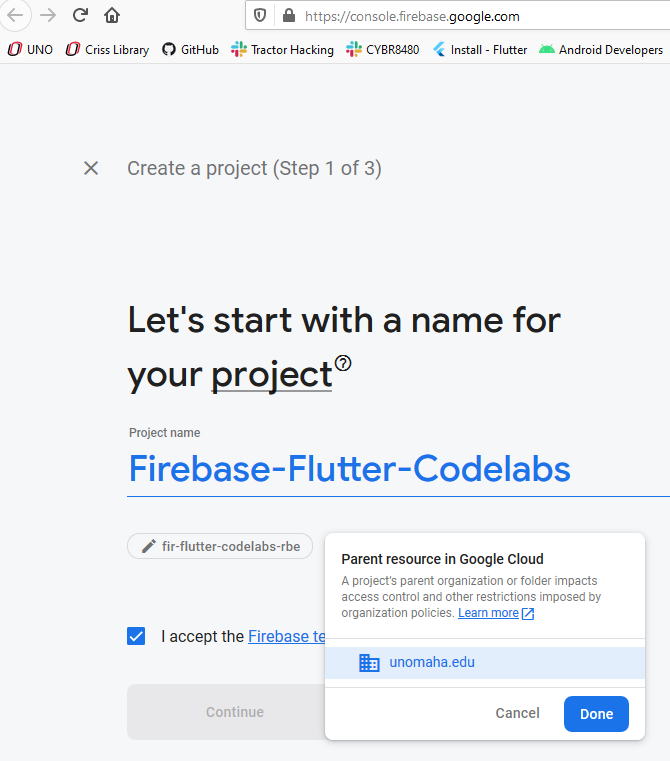 https://console.firebase.google.com
UNO Criss Library GitHub Tractor Hacking CYBR8480 Install - Flutter Android Developers
Create a project (Step 1 of 3)
Let's start with a name for
your project
Project name
Firebase-Flutter-Codelabs
fir-flutter-codelabs-rbe
Parent resource in Google Cloud
A project's parent organization or folder impacts
access control and other restrictions imposed by
organization policies. Learn more
I accept the Firebase te
unomaha.edu
Continue
Cancel Done